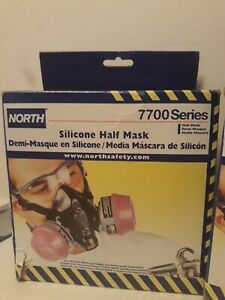 NORTH
7700 Series
Half Mask
Demi Masque
Media Máscara
Silicone Half Mask
Demi-Masque en Silicone/Media Máscara de Silicón
www.northsafety.com